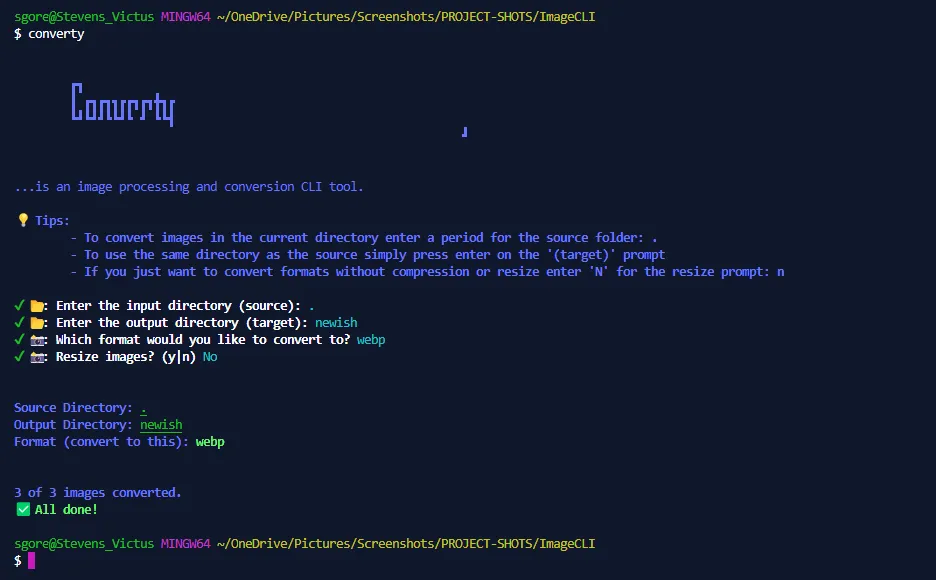 sgore@Stevens_Victus MINGW64 ~/OneDrive/Pictures/Screenshots/PROJECT-SHOTS/ImageCLI
$ converty
Converty
...is an image processing and conversion CLI tool.
💡 Tips:
- To convert images in the current directory enter a period for the source folder: .
- To use the same directory as the source simply press enter on the '(target)' prompt
- If you just want to convert formats without compression or resize enter 'N' for the resize prompt: n
✓ 📂: Enter the input directory (source): .
✓ 📂: Enter the output directory (target): newish
✓ 📷: Which format would you like to convert to? webp
✓ 📷: Resize images? (y|n) No
Source Directory: .
Output Directory: newish
Format (convert to this): webp
3 of 3 images converted.
✅ All done!
sgore@Stevens_Victus MINGW64 ~/OneDrive/Pictures/Screenshots/PROJECT-SHOTS/ImageCLI
$